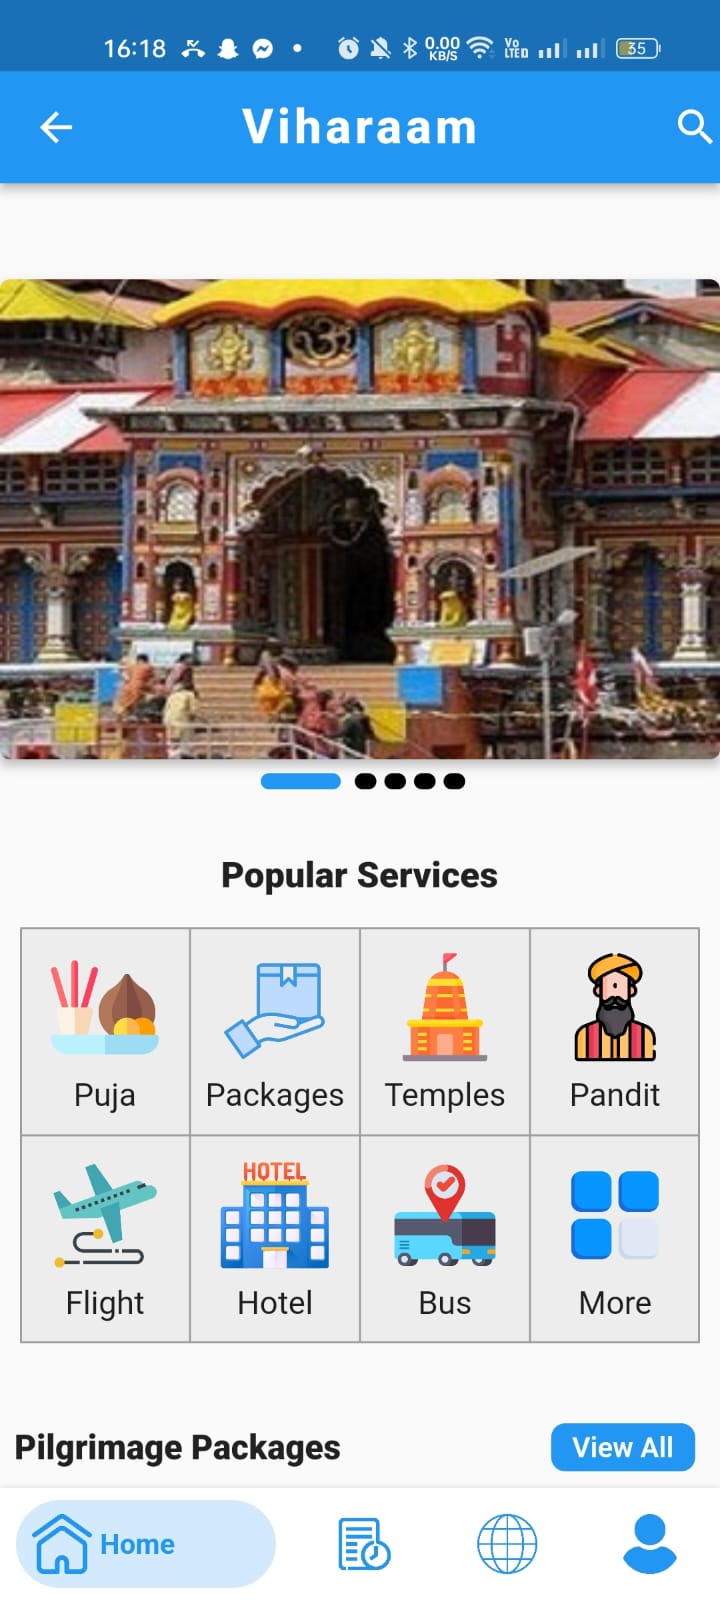 16:18 0.00 KB/S Vo LTE D 35
Viharaam
ॐ
Popular Services
Puja Packages Temples Pandit
HOTEL
Flight Hotel Bus More
Pilgrimage Packages View All
Home